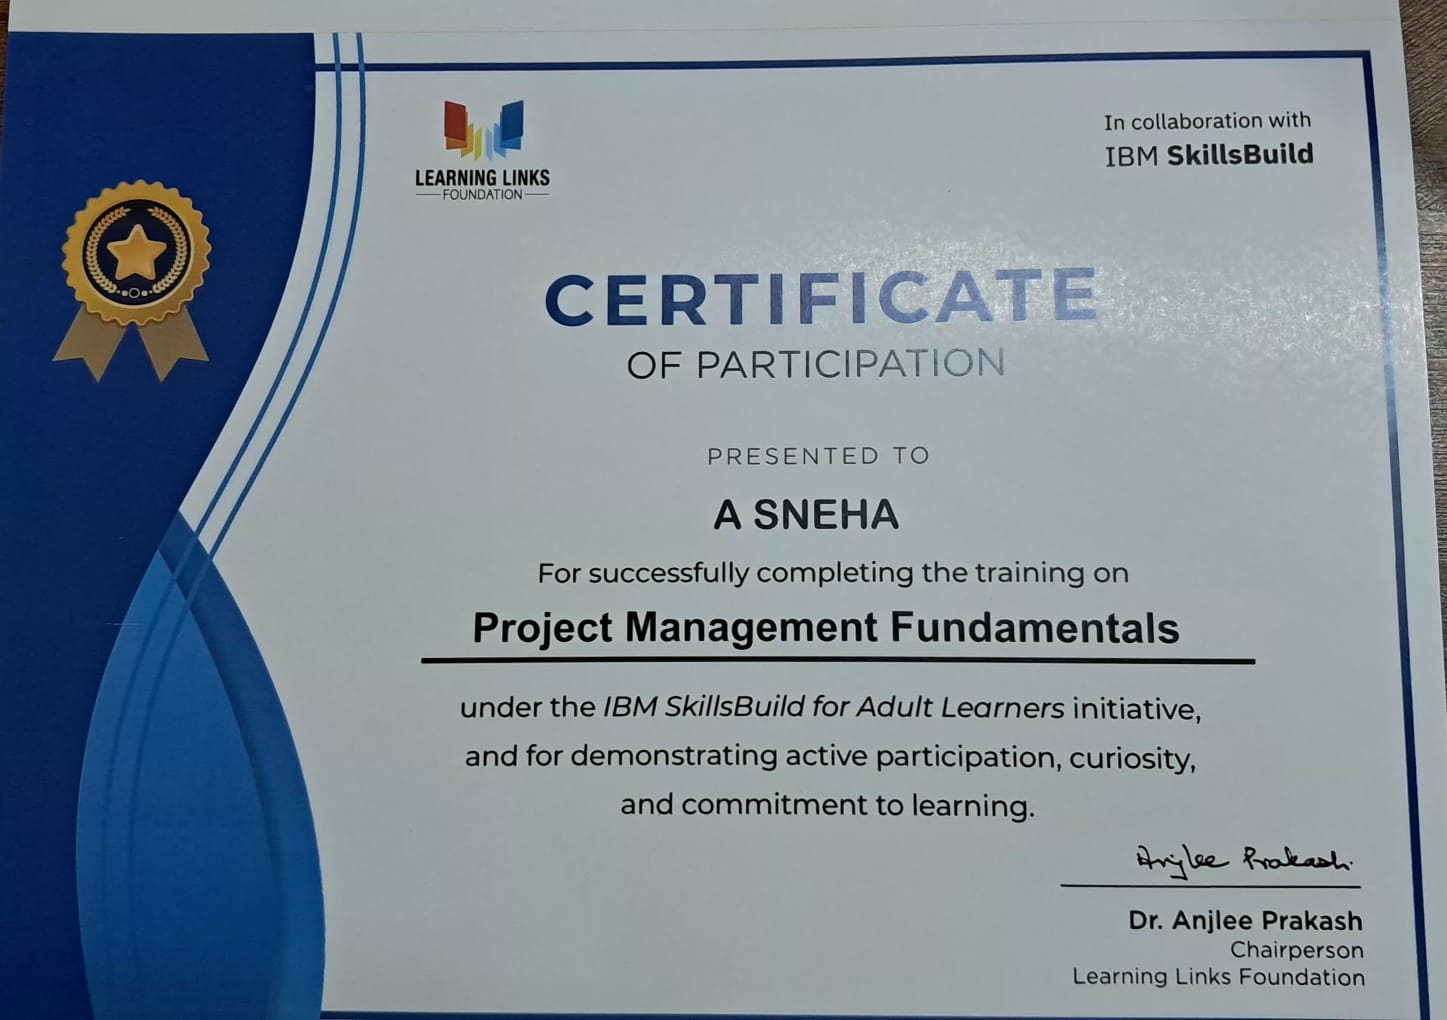 LEARNING LINKS
FOUNDATION
In collaboration with
IBM SkillsBuild
CERTIFICATE
OF PARTICIPATION
PRESENTED TO
A SNEHA
For successfully completing the training on
Project Management Fundamentals
under the IBM SkillsBuild for Adult Learners initiative,
and for demonstrating active participation, curiosity,
and commitment to learning.
Anjlee Prakash.
Dr. Anjlee Prakash
Chairperson
Learning Links Foundation